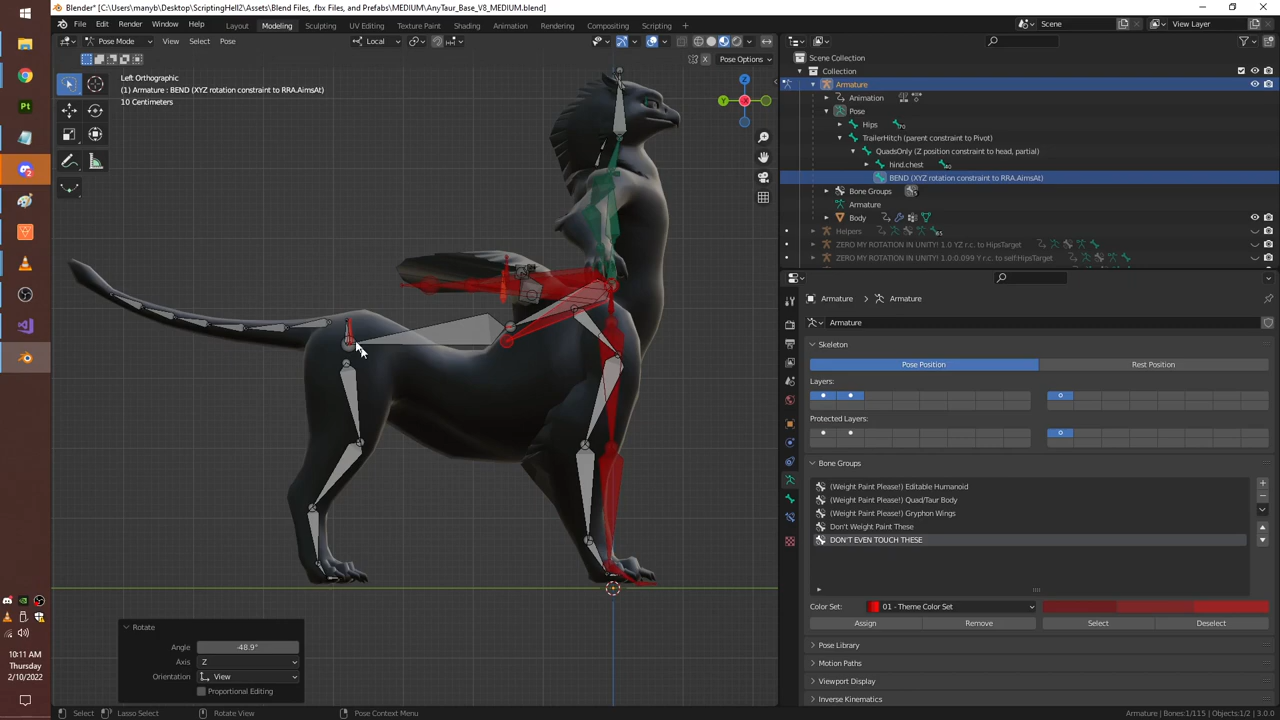 Blender* [C:\Users\manyb\Desktop\ScriptingHell2\Assets\Blend Files, .fbx Files, and Prefabs\MEDIUM\AnyTaur_Base_V8_MEDIUM.blend]
File Edit Render Window Help Layout Modeling UV Editing Texture Paint Shading Animation Rendering Compositing Scripting Scene View Layer
Pose Mode View Select Pose Local
X Pose Options
Left Orthographic
(1) Armature : BEND (XYZ rotation constraint to RRA.AimsAt)
10 Centimeters
Z
Y
X
Scene Collection
Collection
Armature
Animation
Pose
Hips
TrailerHitch (parent constraint to Pivot)
QuadsOnly (Z position constraint to head, partial)
hind.chest
BEND (XYZ rotation constraint to RRA.AimsAt)
Bone Groups
Armature
Body
Helpers
ZERO MY ROTATION IN UNITY! 1.0 YZ r.c. to HipsTarget
ZERO MY ROTATION IN UNITY! 1.0:0.099 YX r.c. to self:HipsTarget
Armature Armature
Armature
Skeleton
Pose Position Rest Position
Layers:
Protected Layers:
Bone Groups
(Weight Paint Please!) Editable Humanoid
(Weight Paint Please!) Quad/Taur Body
(Weight Paint Please!) Gryphon Wings
Don't Weight Paint These
DON'T EVEN TOUCH THESE
Color Set: 01 - Theme Color Set
Assign Remove Select Deselect
Pose Library
Motion Paths
Viewport Display
Inverse Kinematics
Rotate
Angle -48.9°
Axis Z
Orientation View
Proportional Editing
10:11 AM
Thursday
2/10/2022
Select Lasso Select Rotate View Pose Context Menu Armature | Bones:1/115 | Objects:1/2 | 3.0.0